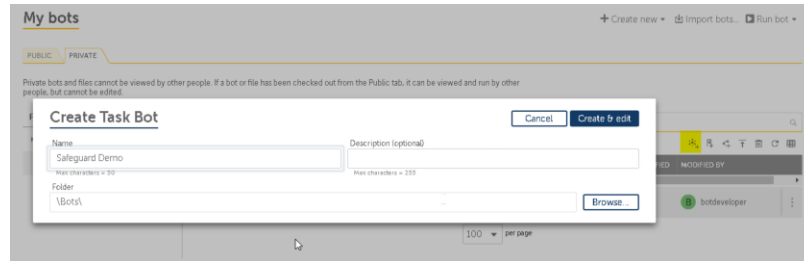 My bots
Create new
Import bots...
Run bot
PUBLIC
PRIVATE
Private bots and files cannot be viewed by other people. If a bot or file has been checked out from the Public tab, it can be viewed and run by other
people, but cannot be edited.
Create Task Bot
Cancel
Create & edit
Name
Description (optional)
Safeguard Demo
Max characters = 50
Max characters = 255
Folder
\Bots\
Browse...
MODIFIED BY
B
botdeveloper
100
per page